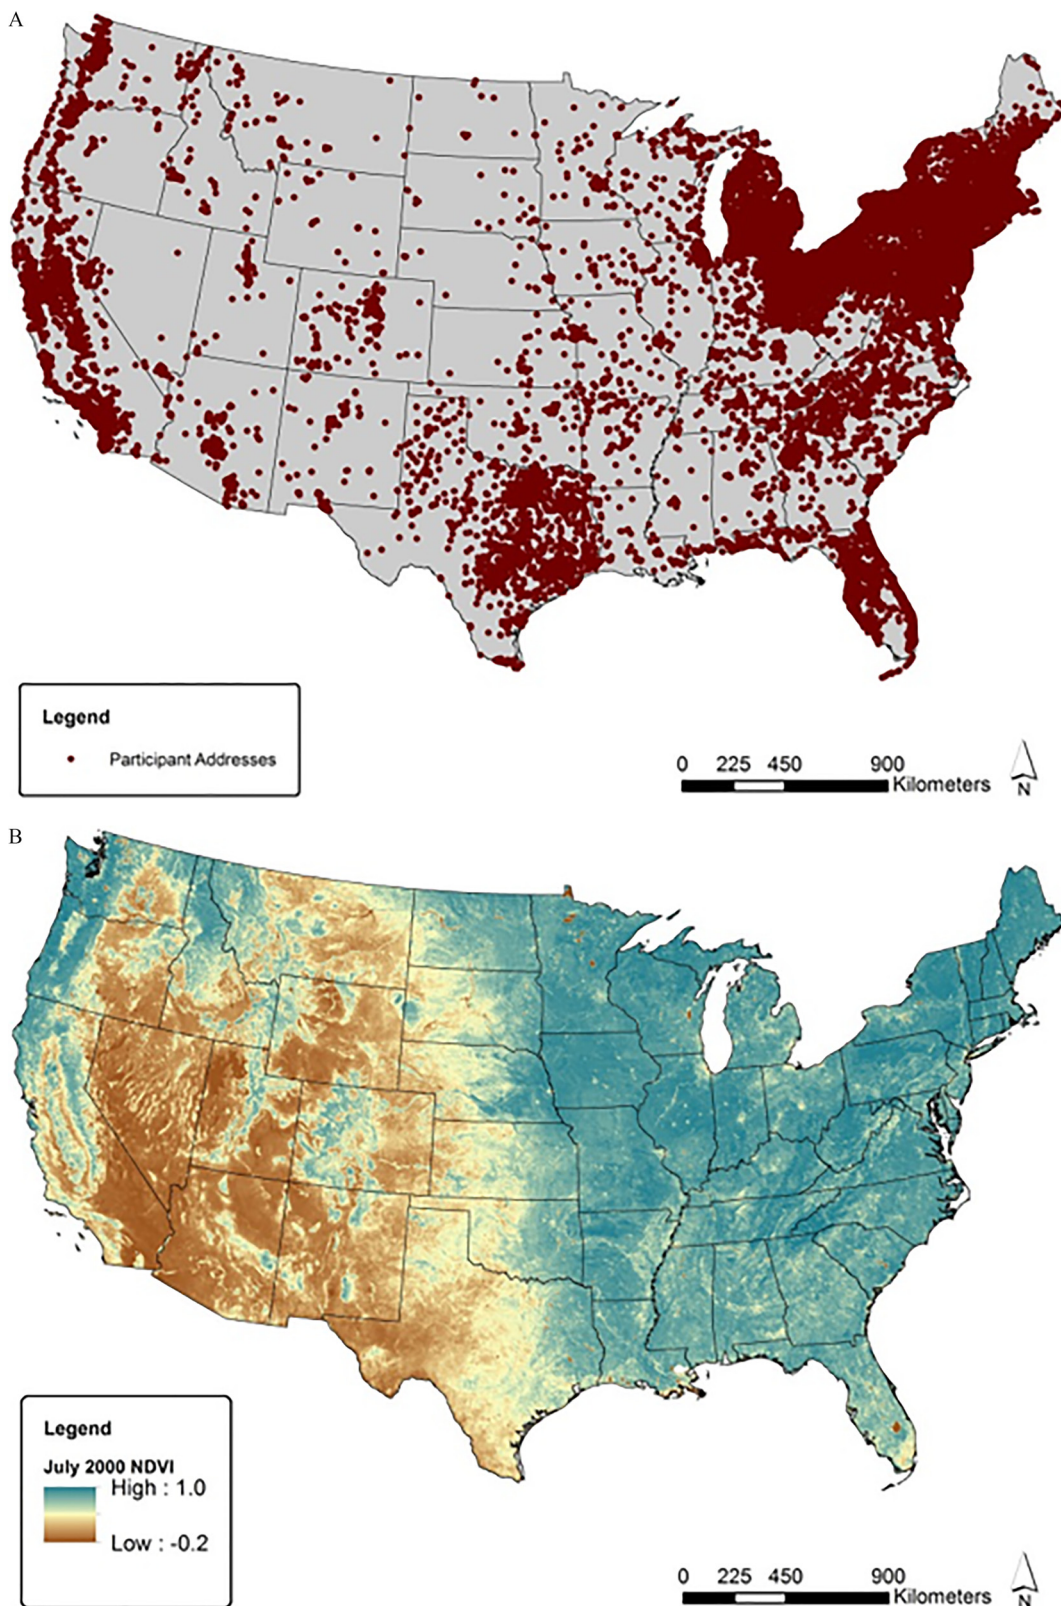 A
Legend
Participant Addresses
0 225 450 900
Kilometers
N
B
Legend
July 2000 NDVI
High : 1.0
Low : -0.2
0 225 450 900
Kilometers
N